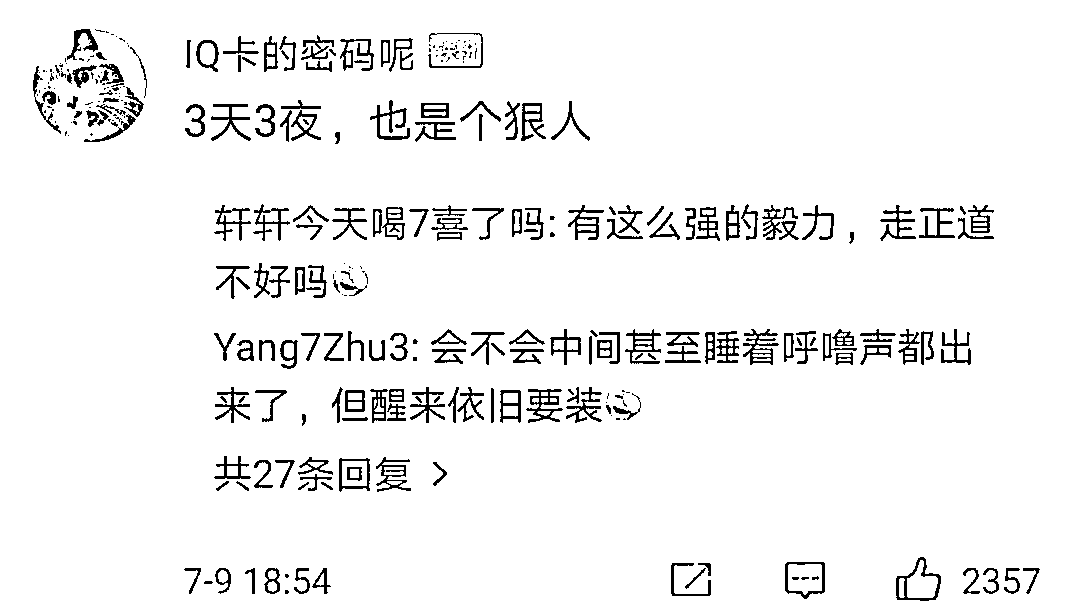 IQ卡的密码呢
3天3夜，也是个狠人
轩轩今天喝7喜了吗: 有这么强的毅力，走正道
不好吗
Yang7Zhu3: 会不会中间甚至睡着呼噜声都出
来了，但醒来依旧要装
共27条回复 >
7-9 18:54
2357